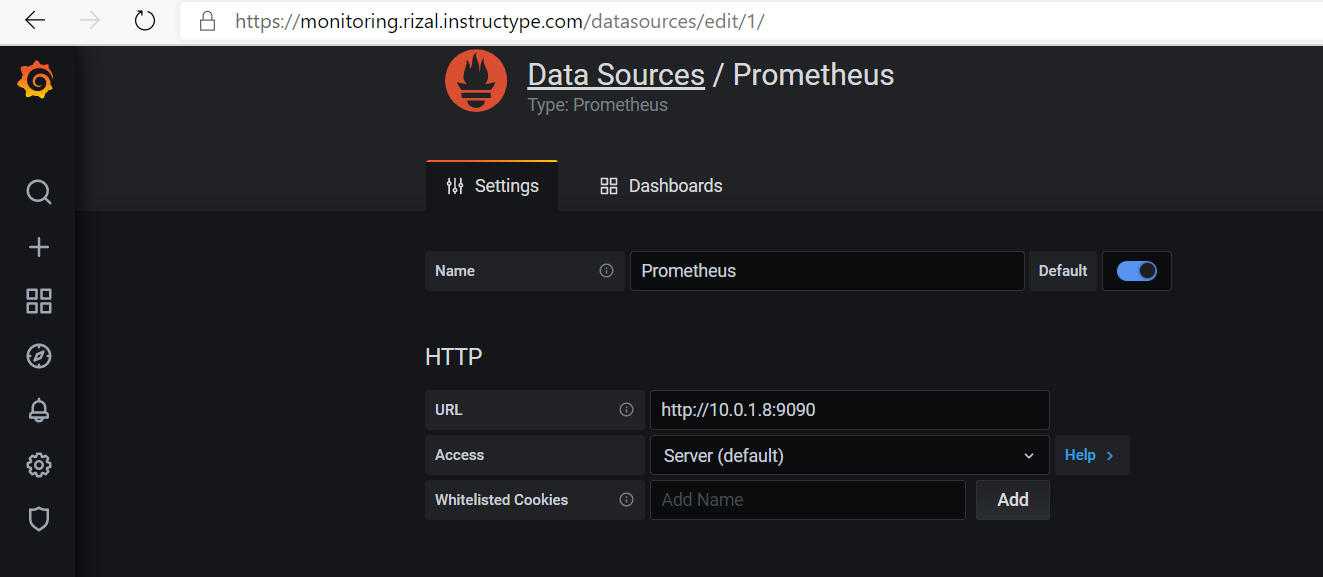 https://monitoring.rizal.instructype.com/datasources/edit/1/
Data Sources / Prometheus
Type: Prometheus
Settings Dashboards
Name Prometheus Default
HTTP
URL http://10.0.1.8:9090
Access Server (default) Help
Whitelisted Cookies Add Name Add